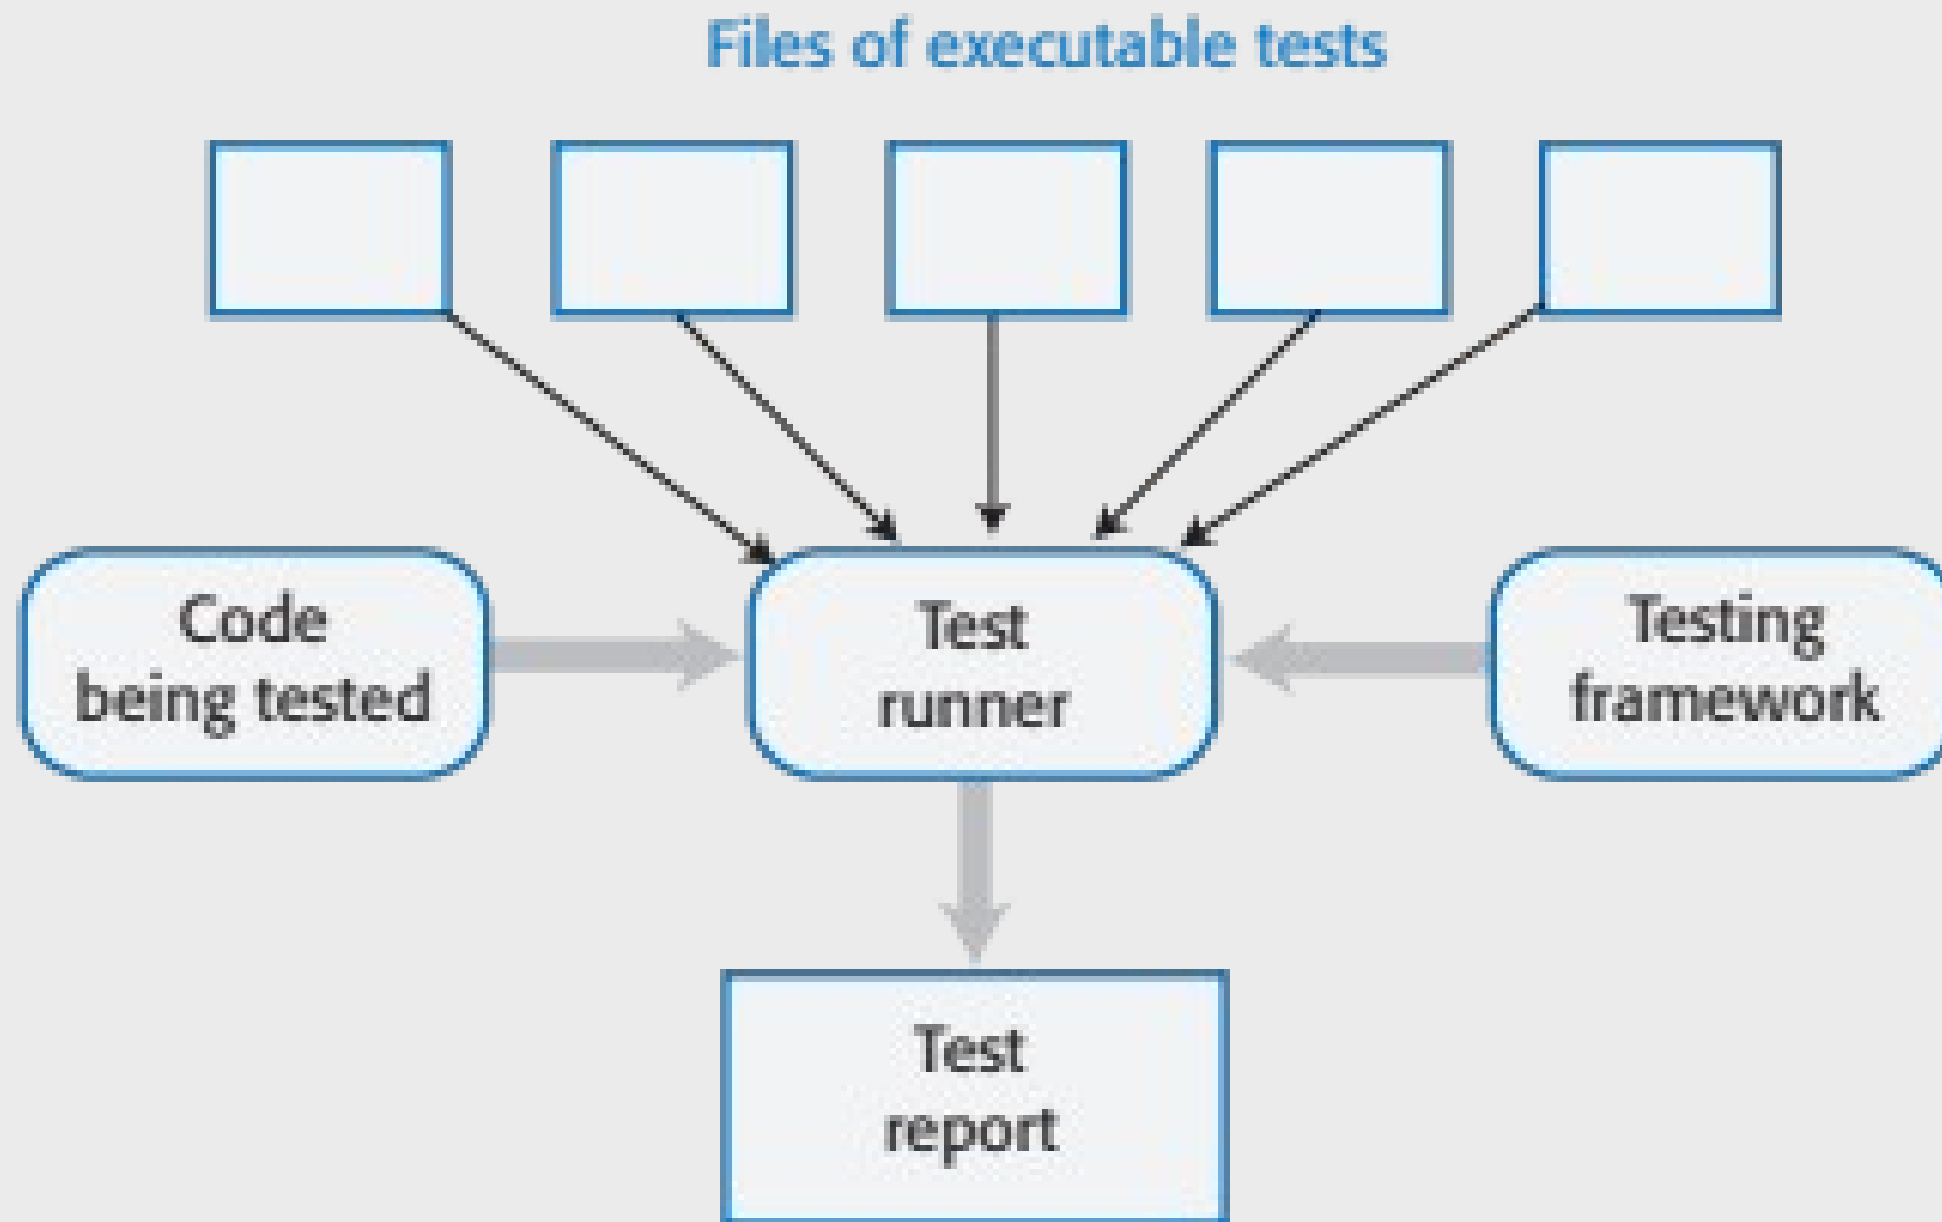 Files of executable tests
Code
being tested
Test
runner
Testing
framework
Test
report